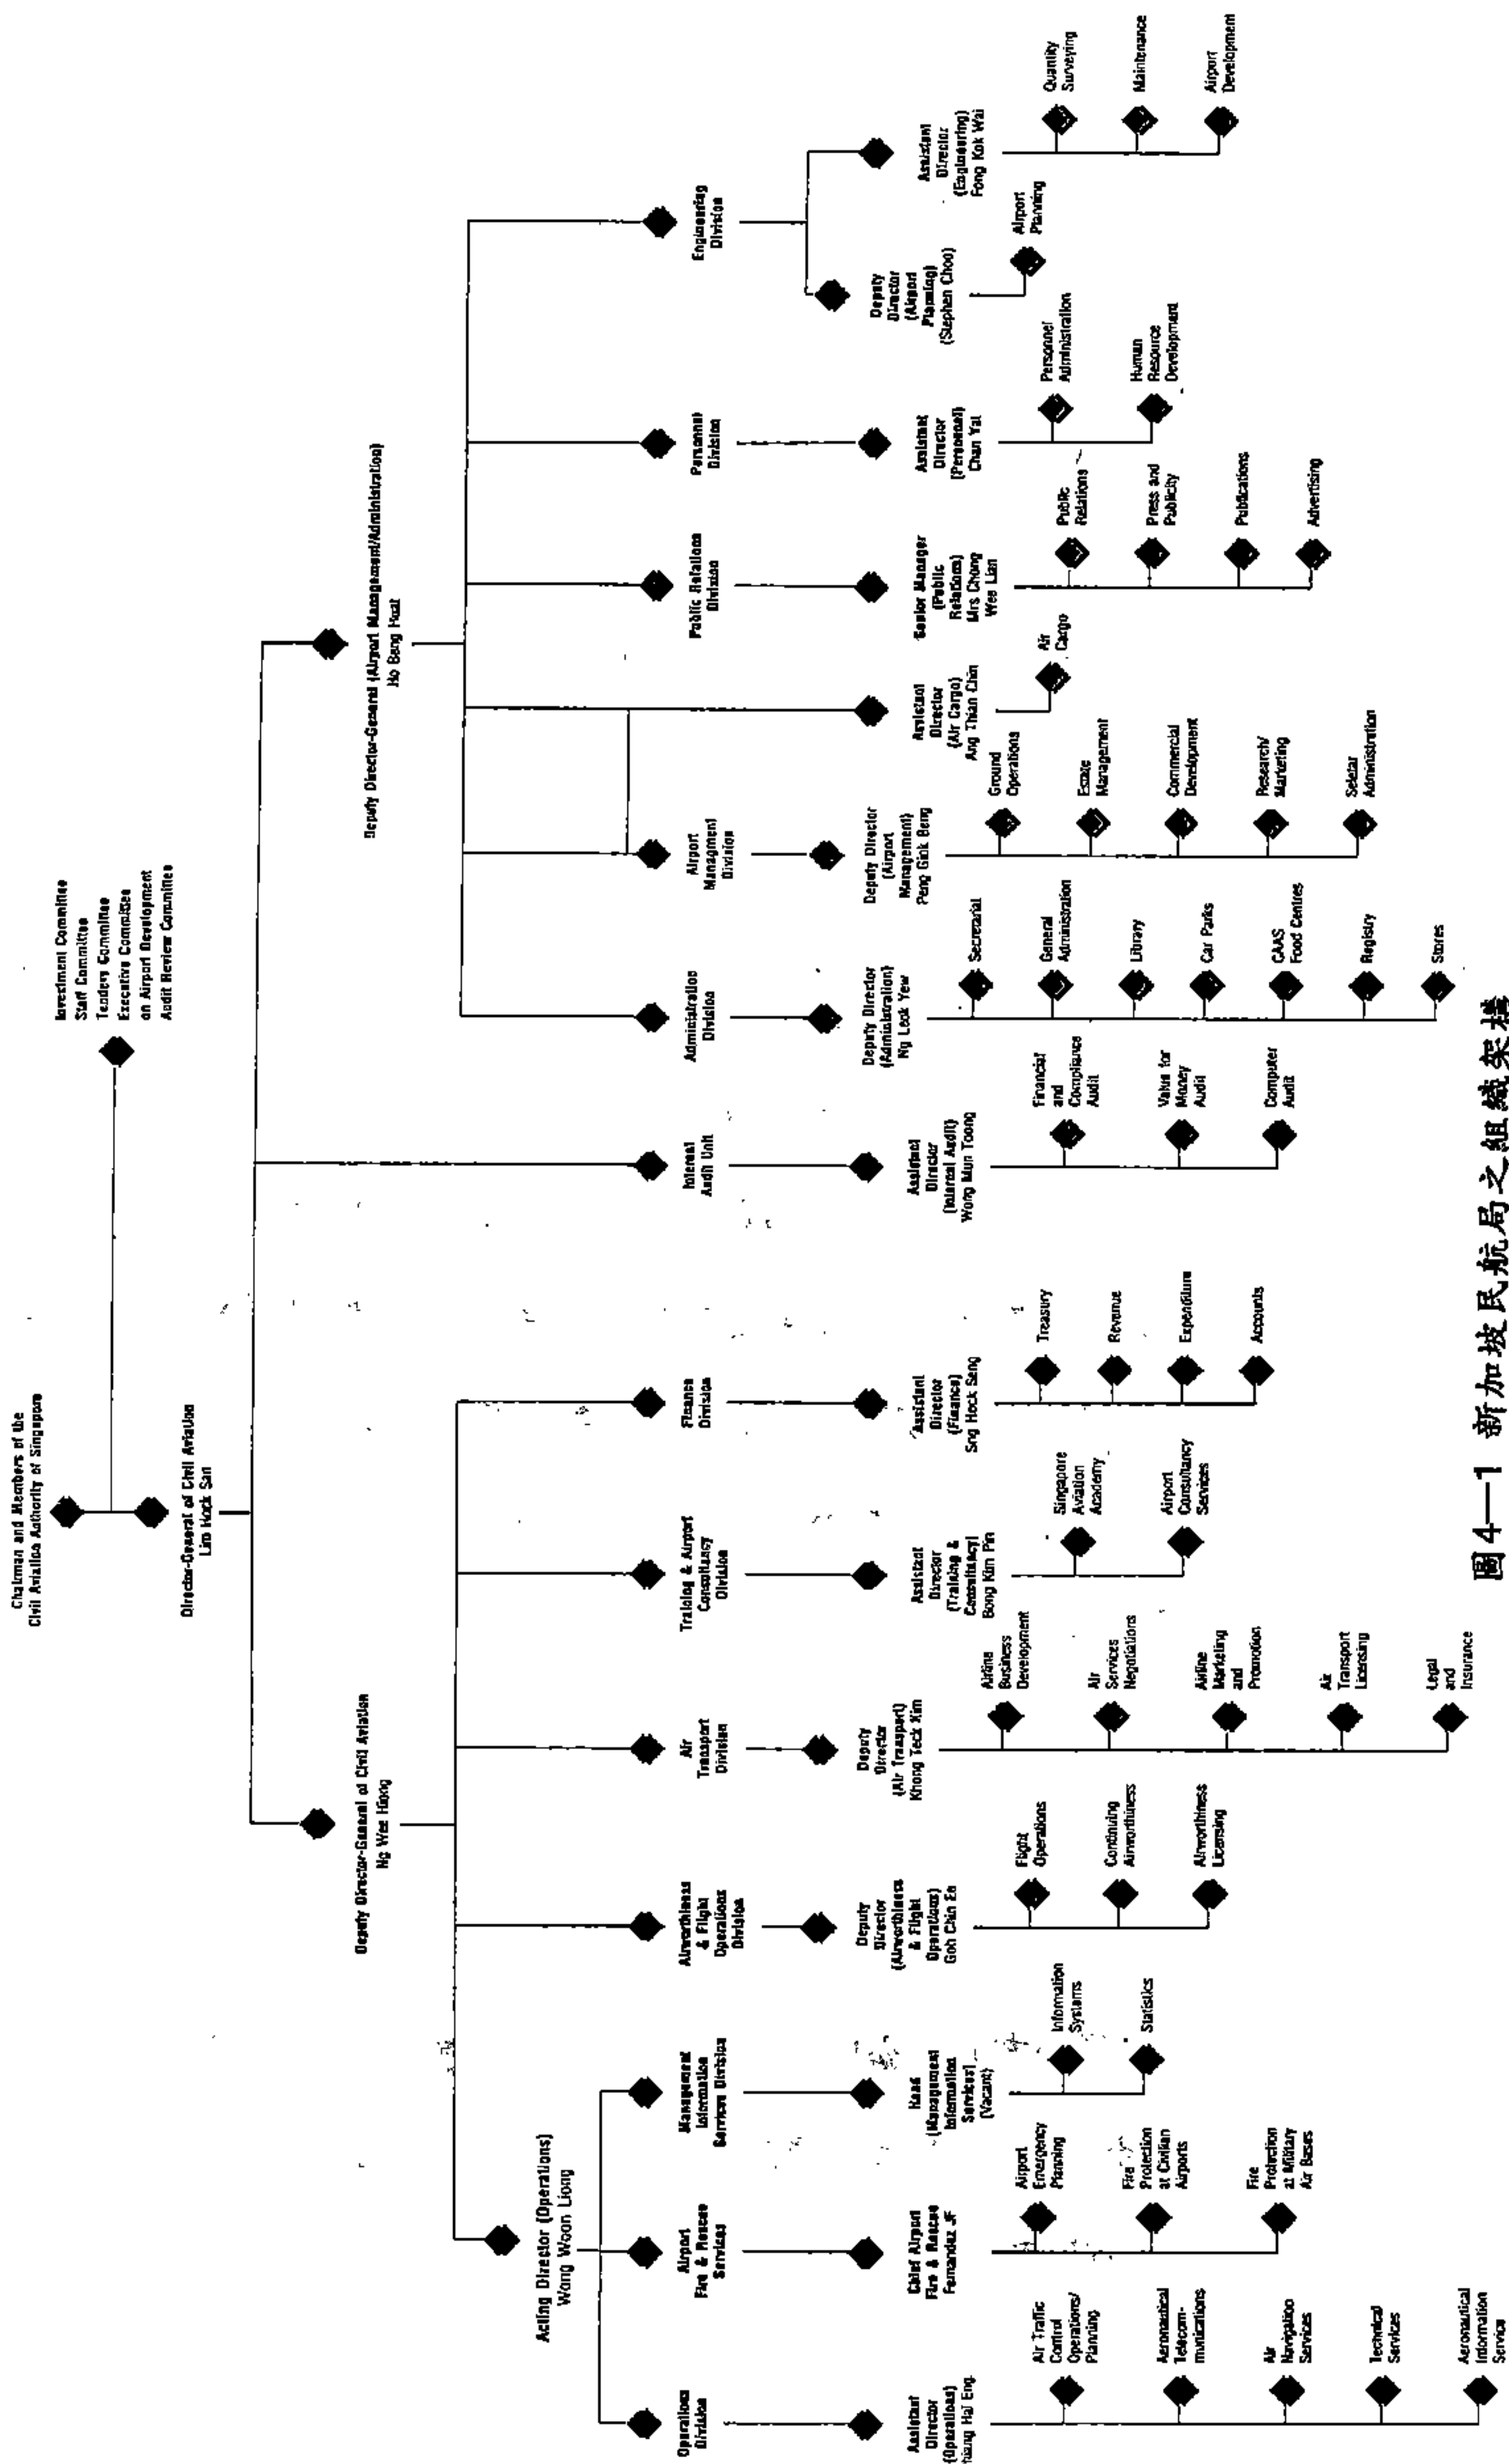 Chairman and Members of the
Civil Aviation Authority of Singapore
Investment Committee
Staff Committee
Tenders Committee
Executive Committee
on Airport Development
Audit Review Committee
Director-General of Civil Aviation
Lim Hock San
Deputy Director-General of Civil Aviation
Ng Wee Hiong
Deputy Director-General (Airport Management/Administration)
Ho Beng Huat
Acting Director (Operations)
Wong Woon Liong
Operations
Division
Airport
Fire & Rescue
Services
Management
Information
Services Division
Airworthiness
& Flight
Operations
Division
Air
Transport
Division
Training & Airport
Consultancy
Division
Finance
Division
Internal
Audit Unit
Administration
Division
Airport
Managment
Division
Public Relations
Division
Personnel
Division
Engineering
Division
Assistant
Director
(Operations)
Hai Eng
Chief Airport
Fire & Rescue
Fernandez JF
Head
(Management
Information
Services)
(Vacant)
Deputy
Director
(Airworthiness
& Flight
Operations)
Goh Chin Ee
Deputy
Director
(Air Transport)
Khong Teck Kim
Assistant
Director
(Training &
Consultancy)
Bong Kim Pin
Assistant
Director
(Finance)
Sng Hock Seng
Assistant
Director
(Internal Audit)
Wong Mun Toong
Deputy Director
(Administration)
Ng Leok Yew
Deputy Director
(Airport
Management)
Peng Giok Beng
Assistant
Director
(Air Cargo)
Ang Thian Chin
Senior Manager
(Public
Relations)
Mrs Chong
Wee Lian
Assistant
Director
(Personnel)
Chan Yat
Deputy
Director
(Airport
Planning)
(Stephen Choo)
Assistant
Director
(Engineering)
Fong Kok Wai
Air Traffic
Control
Operations/
Planning
Aeronautical
Telecom-
munications
Air
Navigation
Services
Technical
Services
Aeronautical
Information
Service
Airport
Emergency
Planning
Fire
Protection
at Civilian
Airports
Fire
Protection
at Military
Air Bases
Information
Systems
Statistics
Flight
Operations
Continuing
Airworthiness
Airworthiness
Licensing
Airline
Business
Development
Air
Services
Negotiations
Airline
Marketing
and
Promotion
Air
Transport
Licensing
Legal
and
Insurance
Singapore
Aviation
Academy
Airport
Consultancy
Services
Treasury
Revenue
Expenditure
Accounts
Financial
and
Compliance
Audit
Value for
Money
Audit
Computer
Audit
Secretarial
General
Administration
Library
Car Parks
CAAS
Food Centres
Registry
Stores
Ground
Operations
Estate
Management
Commercial
Development
Research/
Marketing
Seletar
Administration
Air
Cargo
Public
Relations
Press and
Publicity
Publications
Advertising
Personnel
Administration
Human
Resource
Development
Airport
Planning
Quantity
Surveying
Maintenance
Airport
Development
圖4—1 新加坡民航局之組織架構